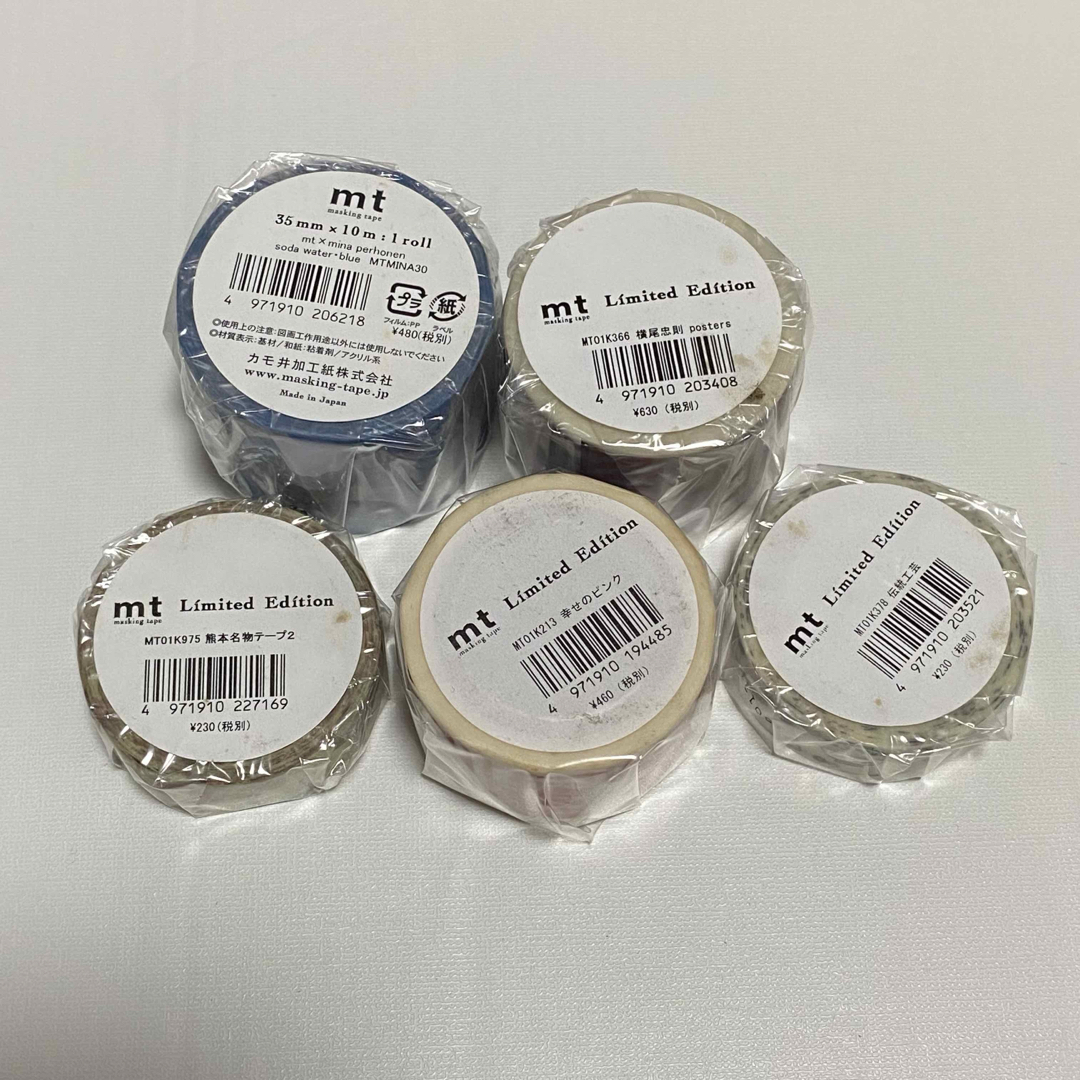 mt
masking tape
35mm×10m:1roll
mt×mina perhonen
soda water・blue MTMINA30
4 971910 206218
プラ
フィルム:PP
紙
ラベル
¥480(税別)
◎使用上の注意:図画工作用途以外には使用しないでください
◎材質表示:基材/和紙:粘着剤/アクリル系
カモ井加工紙株式会社
www.masking-tape.jp
Made in Japan
mt
masking tape
Limited Edition
MT01K366 横尾忠則 posters
4 971910 203408
¥630(税別)
mt
masking tape
Limited Edition
MT01K975 熊本名物テープ2
4 971910 227169
¥230(税別)
mt
masking tape
Limited Edition
MT01K213 幸せのピンク
4 971910 194485
¥460(税別)
mt
masking tape
Limited Edition
MT01K378 伝統工芸
4 971910 203521
¥230(税別)